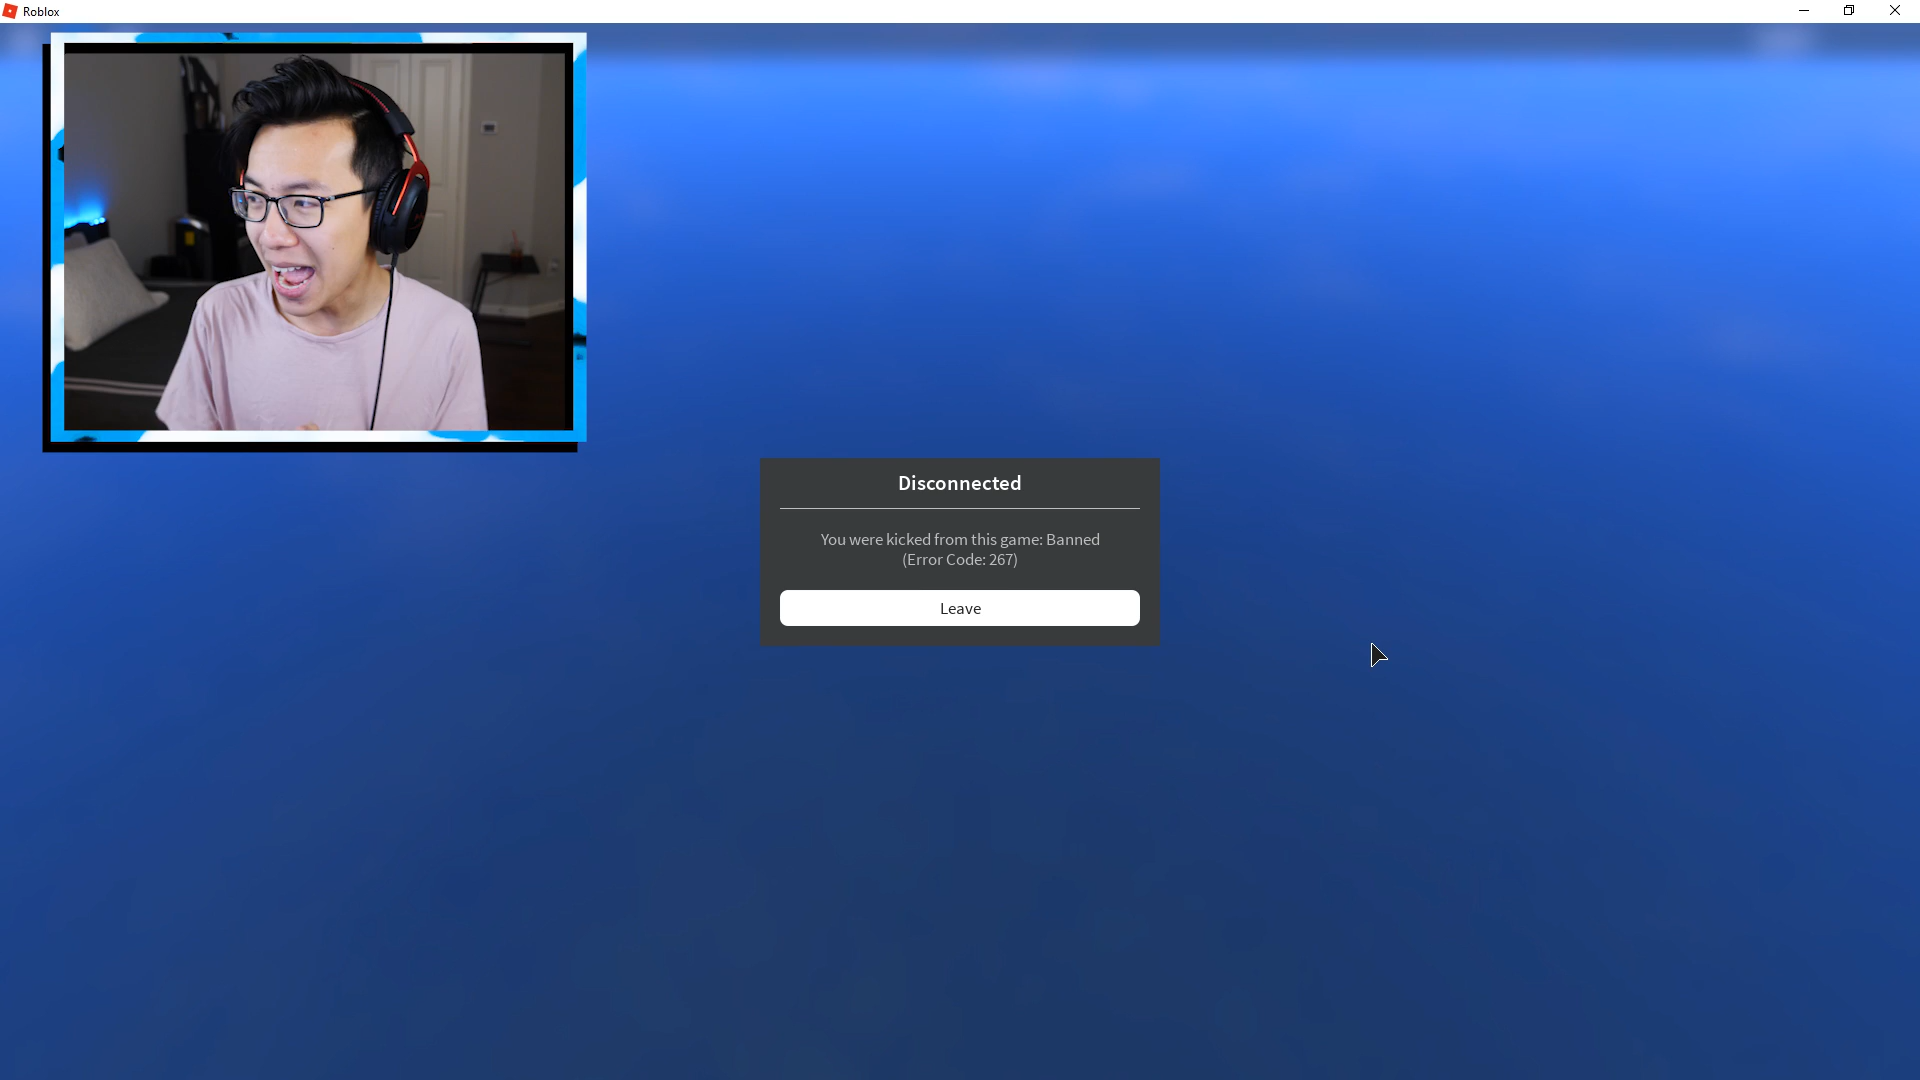 Roblox
Disconnected
You were kicked from this game: Banned
(Error Code: 267)
Leave